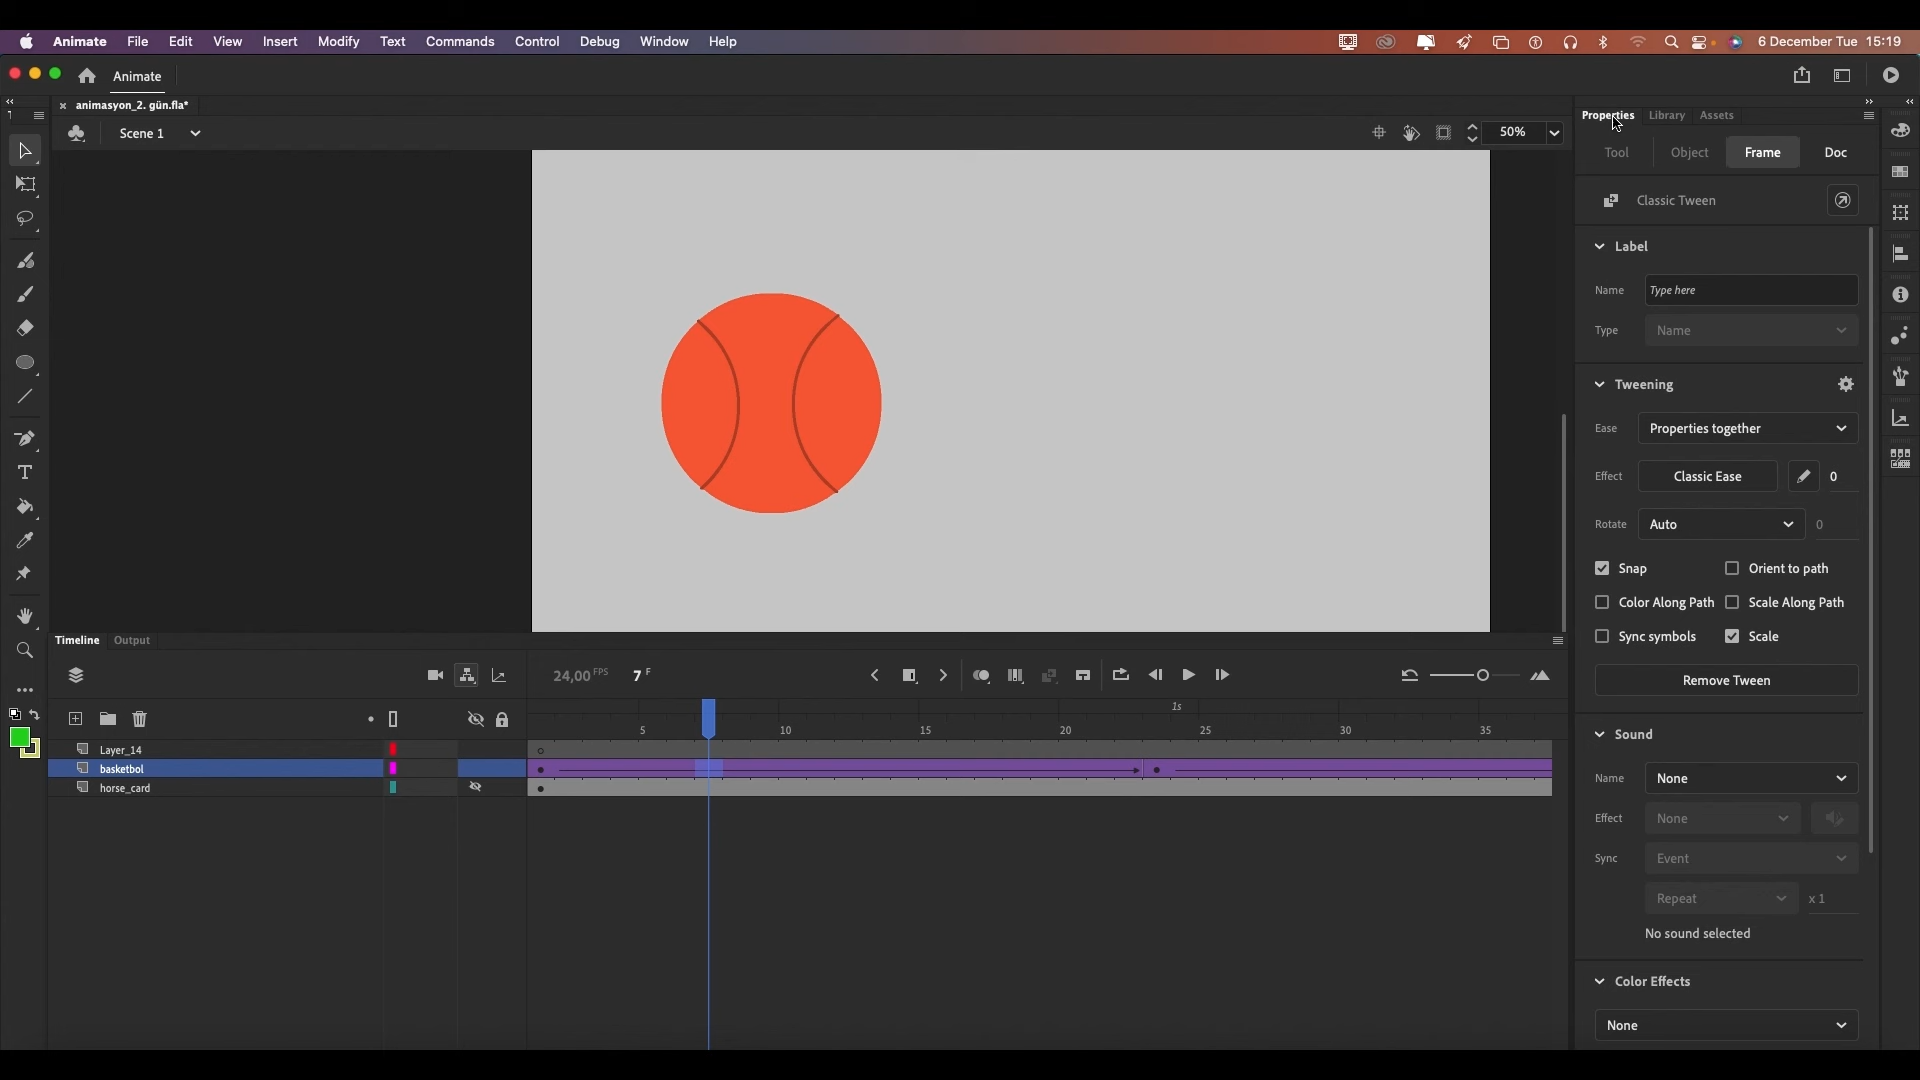 Animate File Edit View Insert Modify Text Commands Control Debug Window Help 6 December Tue 15:19
Animate
animasyon_2. gün.fla*
Scene 1 50%
Properties Library Assets
Tool Object Frame Doc
Classic Tween
Label
Name Type here
Type Name
Tweening
Ease Properties together
Effect Classic Ease 0
Rotate Auto 0
Snap Orient to path
Color Along Path Scale Along Path
Sync symbols Scale
Remove Tween
Sound
Name None
Effect None
Sync Event
Repeat x 1
No sound selected
Color Effects
None
Timeline Output
24,00 FPS 7 F
1s
5 10 15 20 25 30 35
Layer_14
basketbol
horse_card